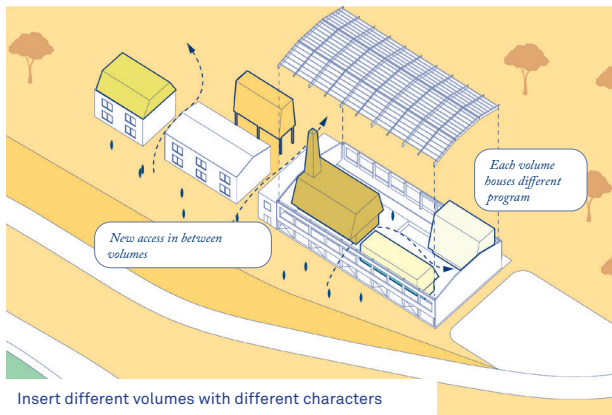 Each volume
houses different
program
New access in between
volumes
Insert different volumes with different characters